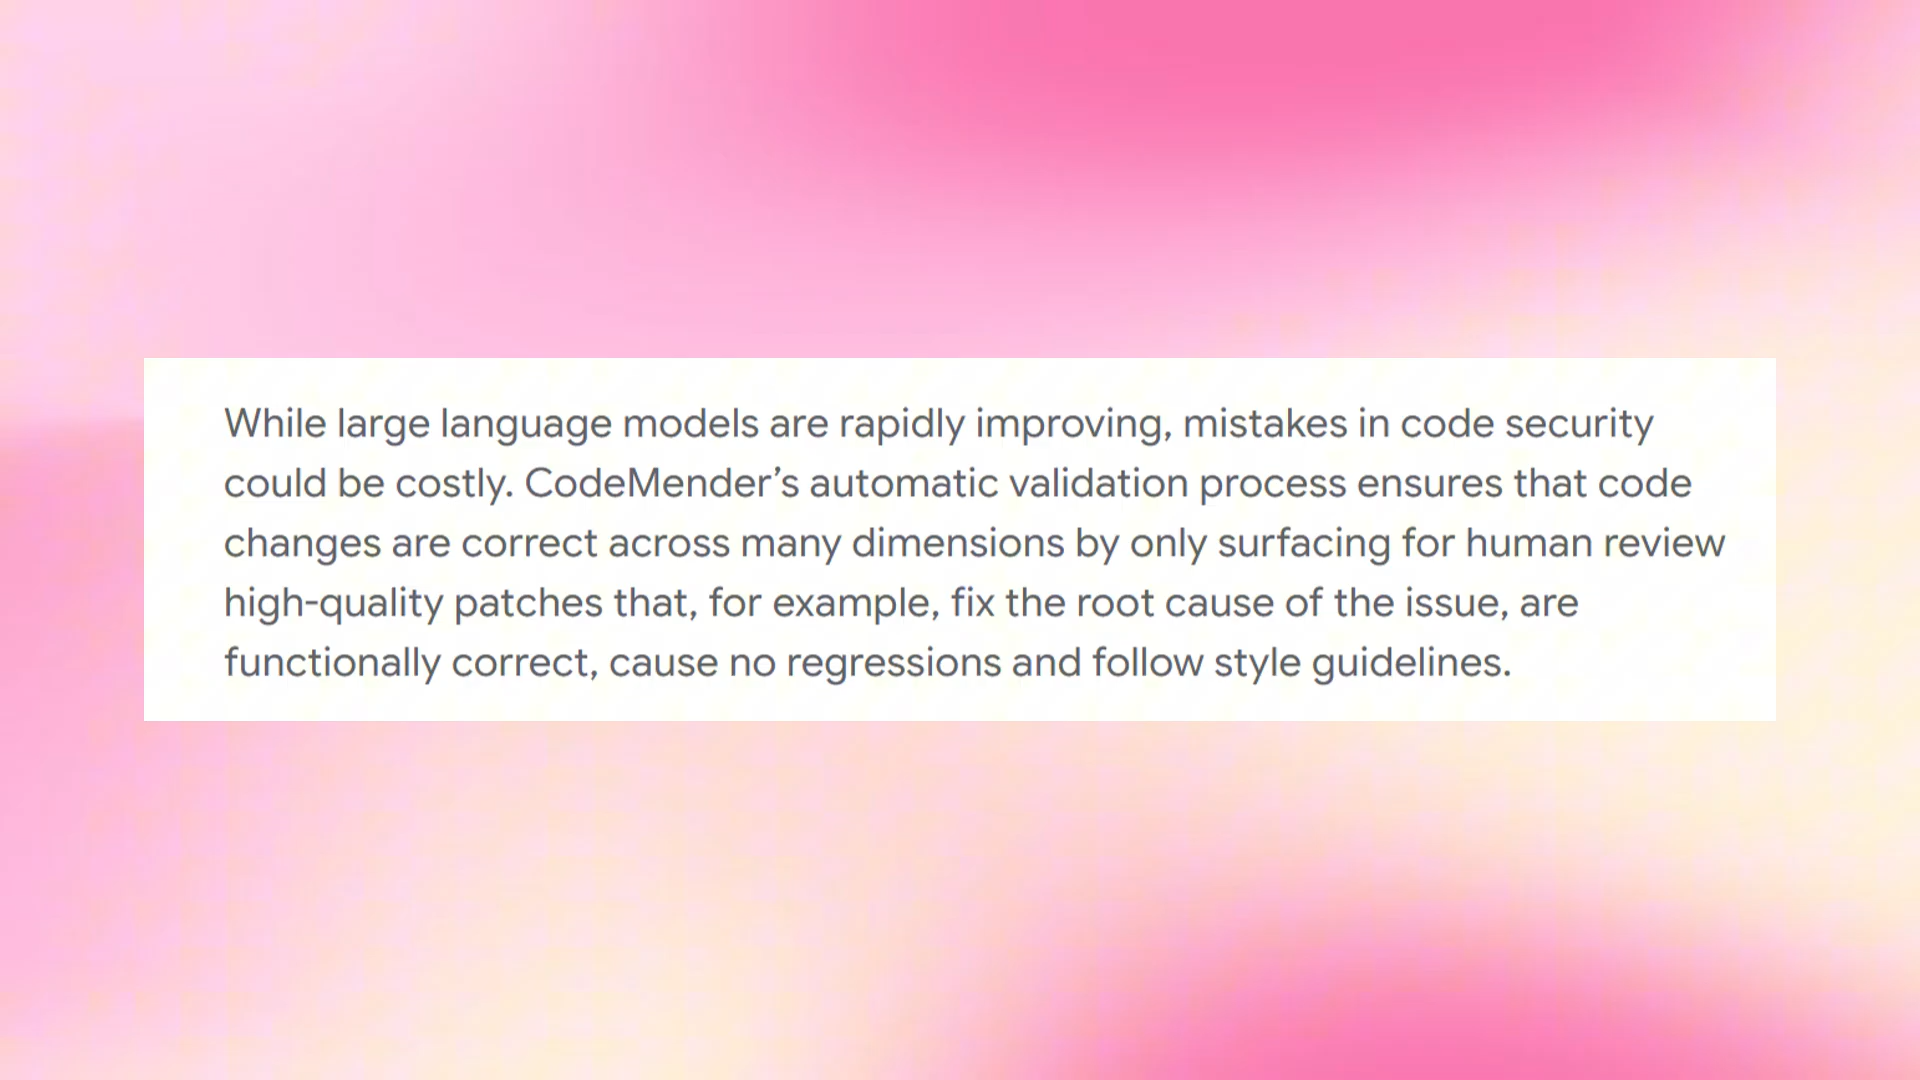 While large language models are rapidly improving, mistakes in code security
could be costly. CodeMender’s automatic validation process ensures that code
changes are correct across many dimensions by only surfacing for human review
high-quality patches that, for example, fix the root cause of the issue, are
functionally correct, cause no regressions and follow style guidelines.